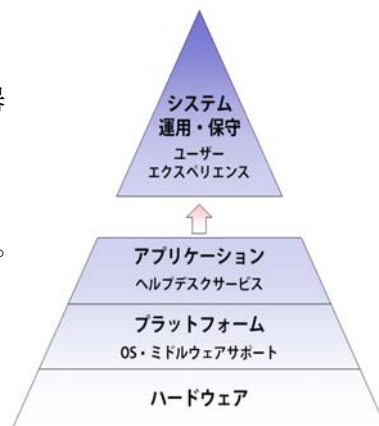 システム
運用・保守
ユーザー
エクスペリエンス
アプリケーション
ヘルプデスクサービス
プラットフォーム
OS・ミドルウェアサポート
ハードウェア